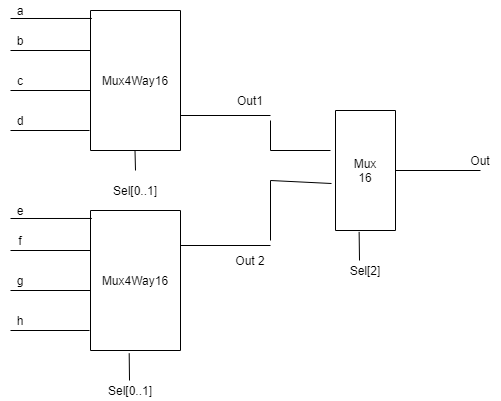 a
b
c
d
Mux4Way16
Sel[0..1]
Out1
e
f
g
h
Mux4Way16
Sel[0..1]
Out 2
Mux
16
Sel[2]
Out